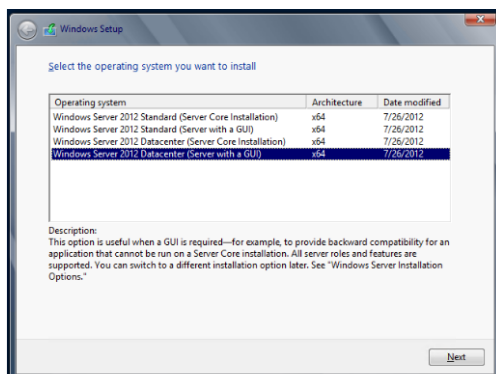 Windows Setup
Select the operating system you want to install
Operating system Architecture Date modified
Windows Server 2012 Standard (Server Core Installation) x64 7/26/2012
Windows Server 2012 Standard (Server with a GUI) x64 7/26/2012
Windows Server 2012 Datacenter (Server Core Installation) x64 7/26/2012
Windows Server 2012 Datacenter (Server with a GUI) x64 7/26/2012
Description:
This option is useful when a GUI is required—for example, to provide backward compatibility for an
application that cannot be run on a Server Core installation. All server roles and features are
supported. You can switch to a different installation option later. See "Windows Server Installation
Options."
Next